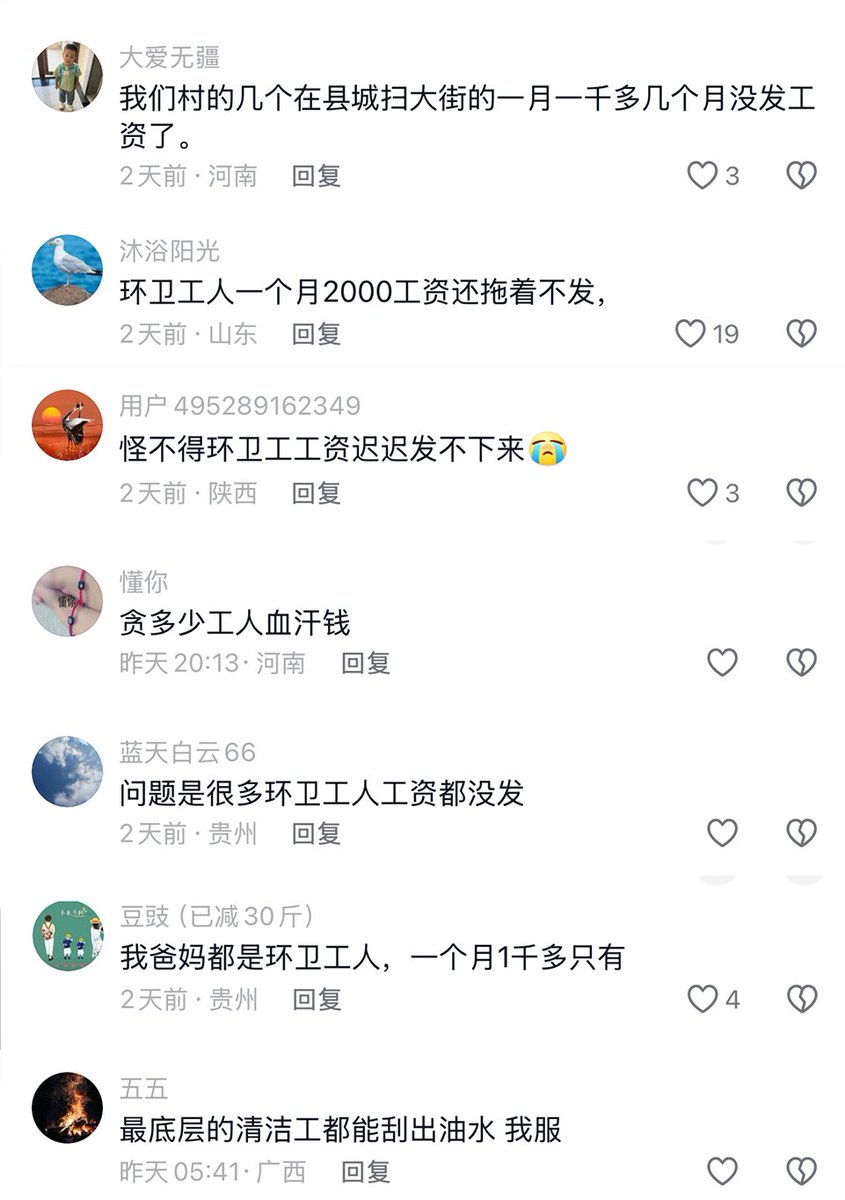 大爱无疆
我们村的几个在县城扫大街的一月一千多几个月没发工
资了。
2天前·河南 回复 3
沐浴阳光
环卫工人一个月2000工资还拖着不发，
2天前·山东 回复 19
用户495289162349
怪不得环卫工工资迟迟发不下来😭
2天前·陕西 回复 3
懂你
懂你
贪多少工人血汗钱
昨天20:13·河南 回复
蓝天白云66
问题是很多环卫工人工资都没发
2天前·贵州 回复
豆豉（已减30斤）
我爸妈都是环卫工人，一个月1千多只有
2天前·贵州 回复 4
五五
最底层的清洁工都能刮出油水 我服
昨天05:41·广西 回复